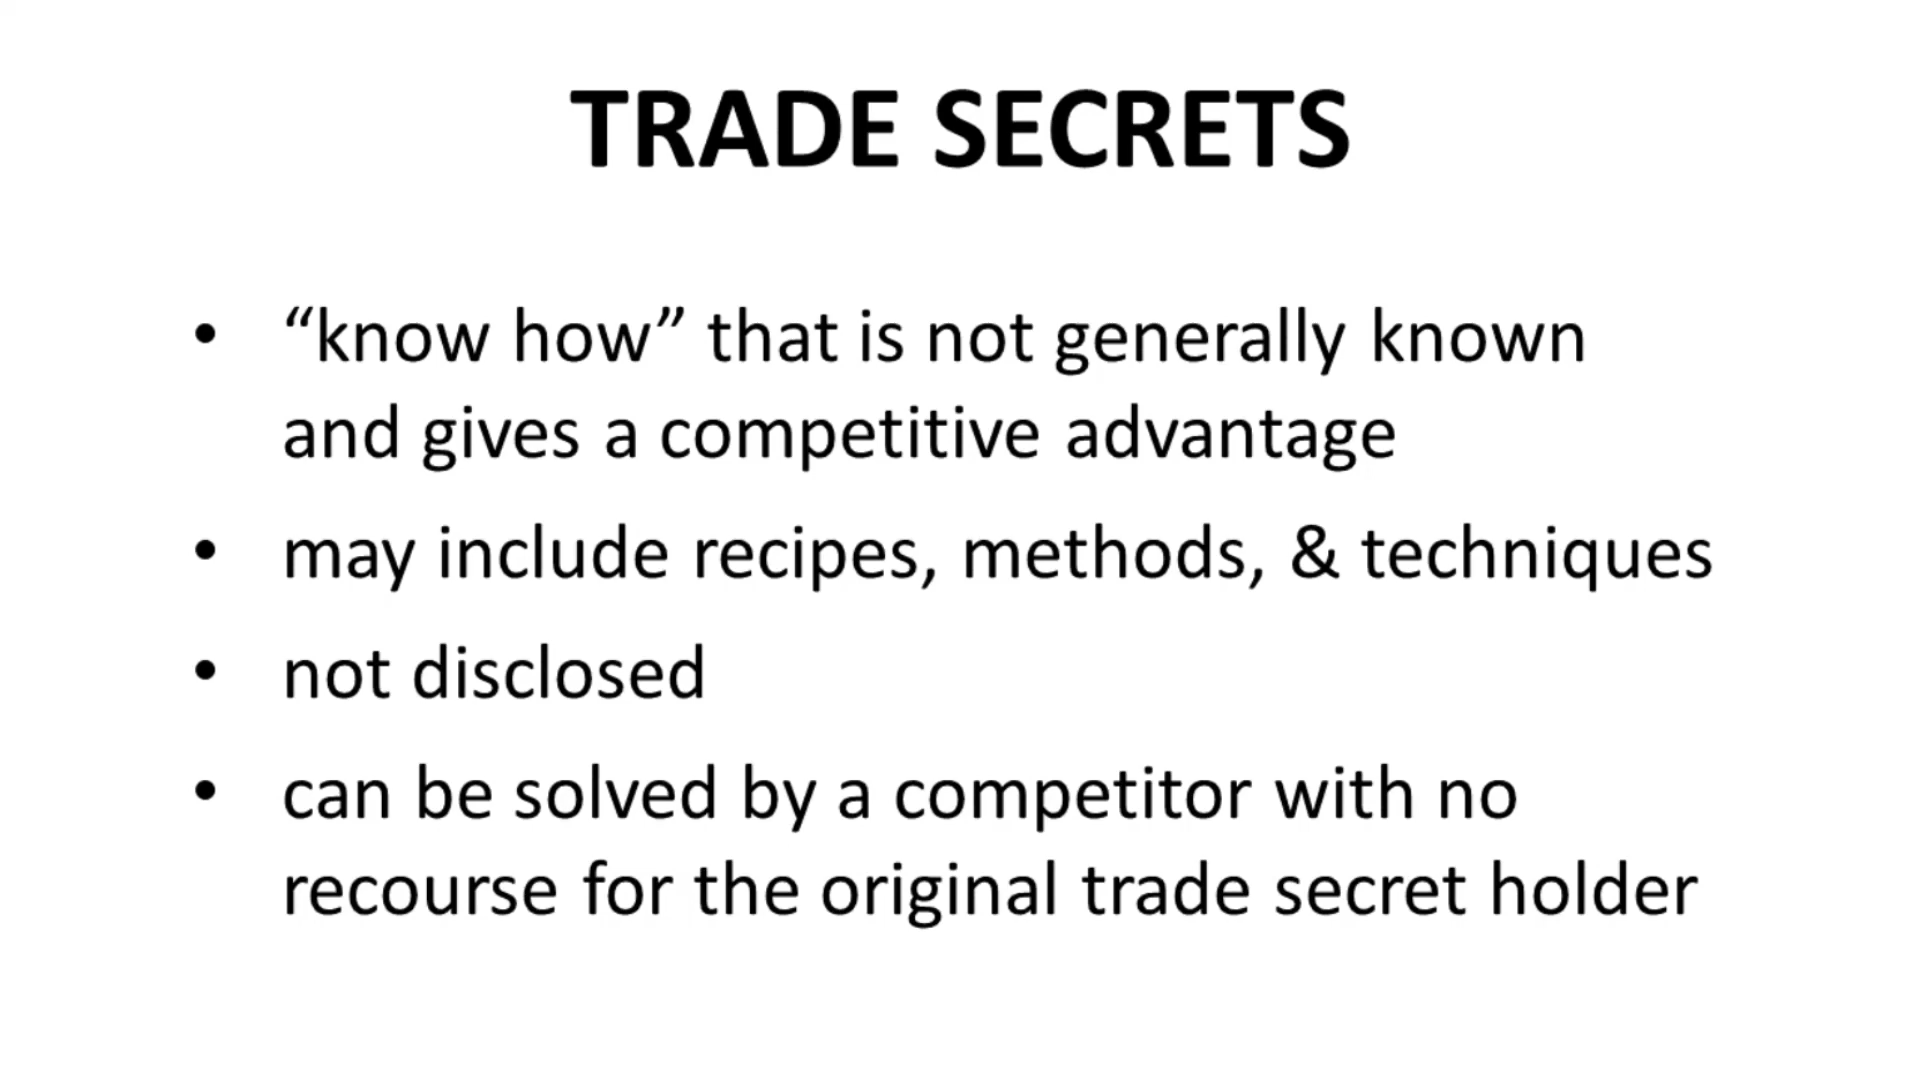 TRADE SECRETS
• “know how” that is not generally known
and gives a competitive advantage
• may include recipes, methods, & techniques
• not disclosed
• can be solved by a competitor with no
recourse for the original trade secret holder